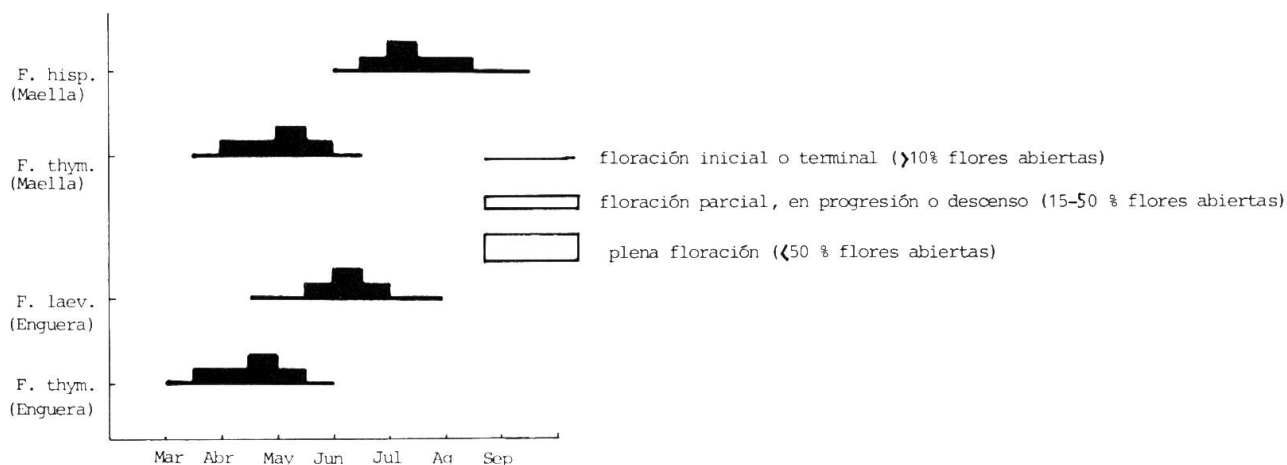 F. hisp.
(Maella)
F. thym.
(Maella)
floración inicial o terminal (>10% flores abiertas)
floración parcial, en progresión o descenso (15-50 % flores abiertas)
plena floración (<50 % flores abiertas)
F. laev.
(Enguera)
F. thym.
(Enguera)
Mar Abr May Jun Jul Ag Sep